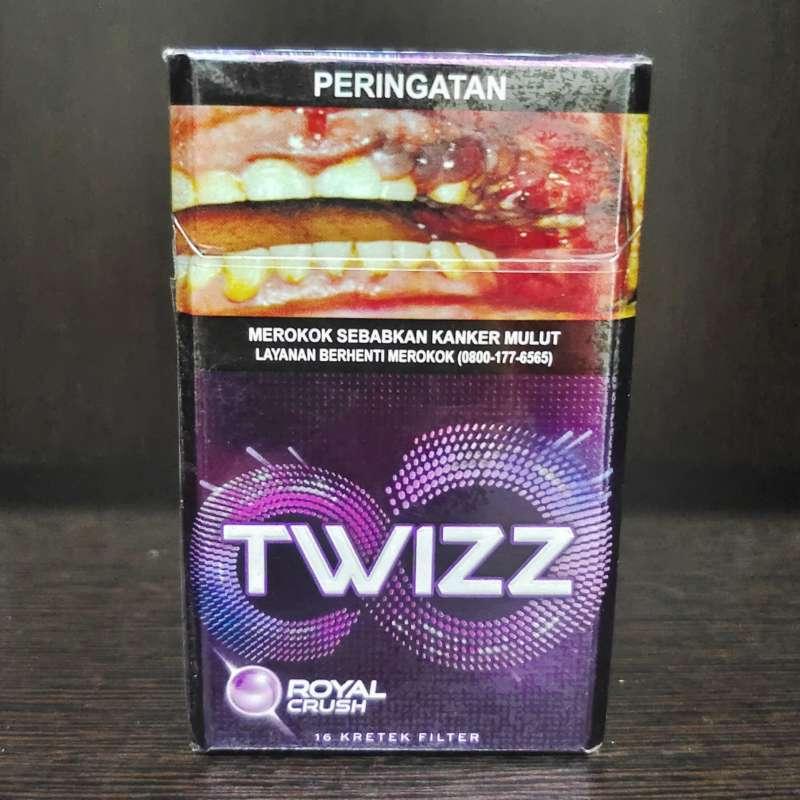 PERINGATAN
MEROKOK SEBABKAN KANKER MULUT
LAYANAN BERHENTI MEROKOK (0800-177-6565)
TWIZZ
ROYAL
CRUSH
16 KRETEK FILTER